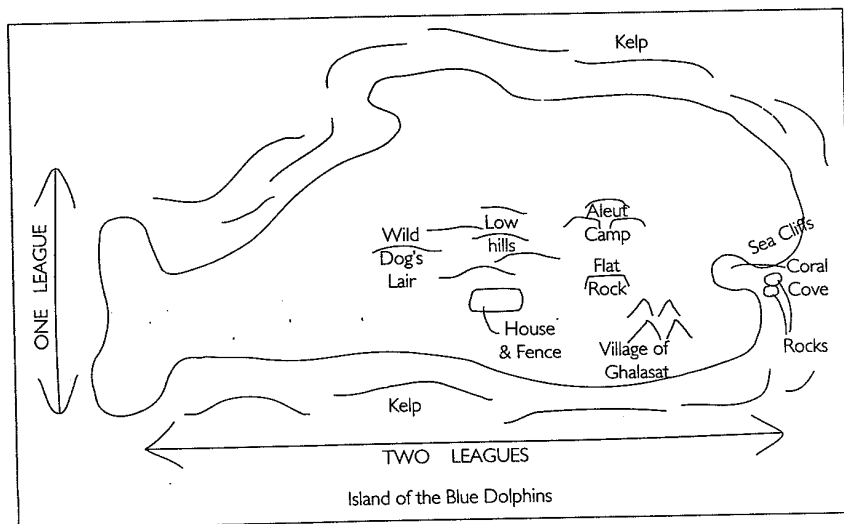 Kelp
ONE LEAGUE
Wild
Dog's
Lair
Low
hills
Aleut
Camp
Sea Cliffs
Flat
Rock
Coral
Cove
House
& Fence
Village of
Ghalasat
Rocks
Kelp
TWO LEAGUES
Island of the Blue Dolphins